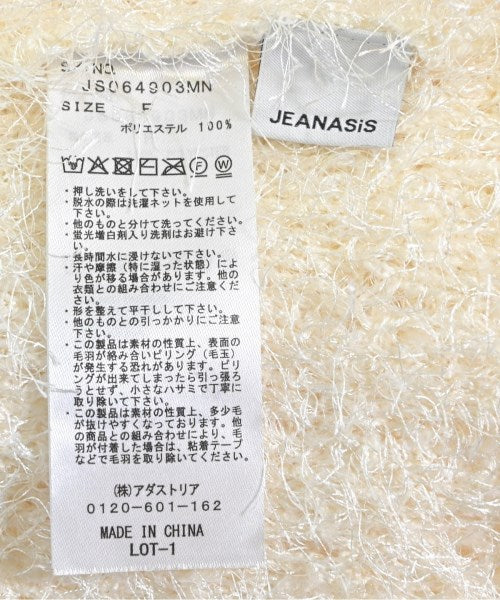 JS064903MN
SIZE F
ポリエステル 100%
・押し洗いをして下さい。
・脱水の際は洗濯ネットを使用して
下さい。
・他のものと分けて洗ってください。
・蛍光増白剤入り洗剤はお避け下さ
い。
・長時間水に浸けないで下さい。
・汗や摩擦（特に湿った状態）によ
り色が移る場合があります。他の
衣類との組み合わせにご注意くだ
さい。
・形を整えて平干しして下さい。
・他のものとの引っかかりにご注意
下さい。
・この製品は素材の性質上、表面の
毛羽が絡み合いピリング（毛玉）
が発生する恐れがあります。ピリ
ングが出来てしまったら引っ張ろ
うとせず、小さなハサミで丁寧に
取り除いて下さい。
・この製品は素材の性質上、多少毛
が抜けやすくなっております。他
の商品との組み合わせにより、毛
羽が付着した場合は、粘着テープ
などで毛羽を取り除いてください。
（株）アダストリア
0120-601-162
MADE IN CHINA
LOT-1
JEANASiS